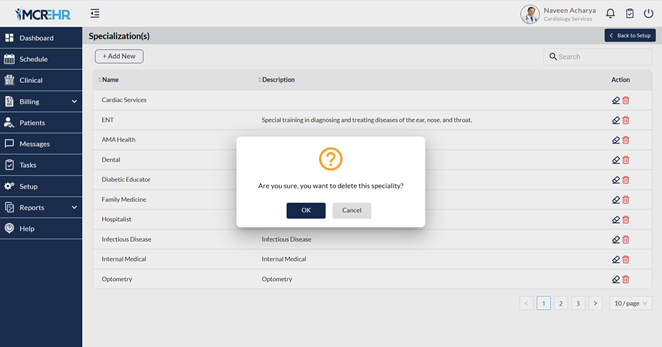 MCREHR
Naveen Acharya
Cardiology Services
Dashboard
Schedule
Clinical
Billing
Patients
Messages
Tasks
Setup
Reports
Help
Specialization(s)
Back to Setup
+ Add New
Search
Name Description Action
Cardiac Services
ENT Special training in diagnosing and treating diseases of the ear, nose, and throat.
AMA Health
Dental
Diabetic Educator
Family Medicine
Hospitalist
Infectious Disease Infectious Disease
Internal Medical Internal Medical
Optometry Optometry
?
Are you sure, you want to delete this speciality?
OK Cancel
< 1 2 3 > 10 / page